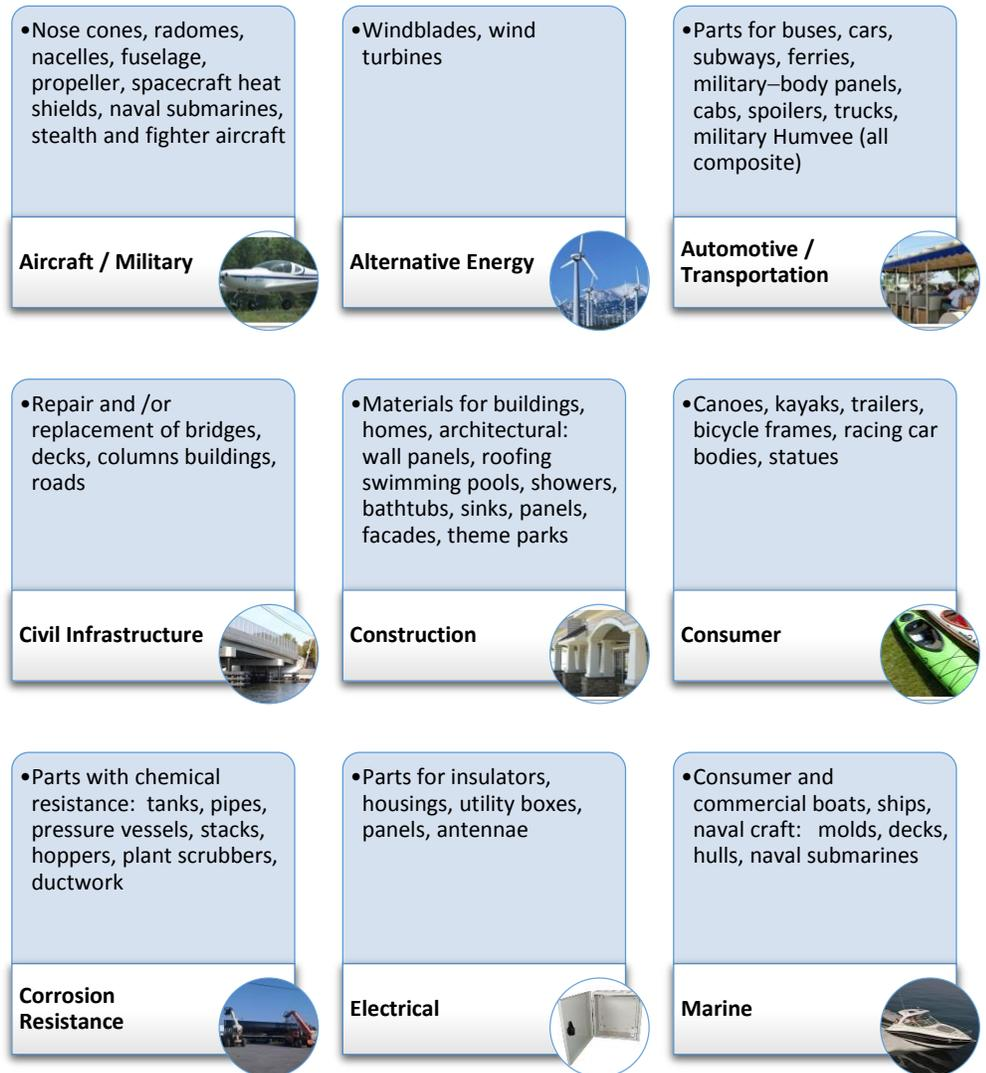 •Nose cones, radomes,
nacelles, fuselage,
propeller, spacecraft heat
shields, naval submarines,
stealth and fighter aircraft
Aircraft / Military
•Windblades, wind
turbines
Alternative Energy
•Parts for buses, cars,
subways, ferries,
military–body panels,
cabs, spoilers, trucks,
military Humvee (all
composite)
Automotive /
Transportation
•Repair and /or
replacement of bridges,
decks, columns buildings,
roads
Civil Infrastructure
•Materials for buildings,
homes, architectural:
wall panels, roofing
swimming pools, showers,
bathtubs, sinks, panels,
facades, theme parks
Construction
•Canoes, kayaks, trailers,
bicycle frames, racing car
bodies, statues
Consumer
•Parts with chemical
resistance:  tanks, pipes,
pressure vessels, stacks,
hoppers, plant scrubbers,
ductwork
Corrosion
Resistance
•Parts for insulators,
housings, utility boxes,
panels, antennae
Electrical
•Consumer and
commercial boats, ships,
naval craft:   molds, decks,
hulls, naval submarines
Marine